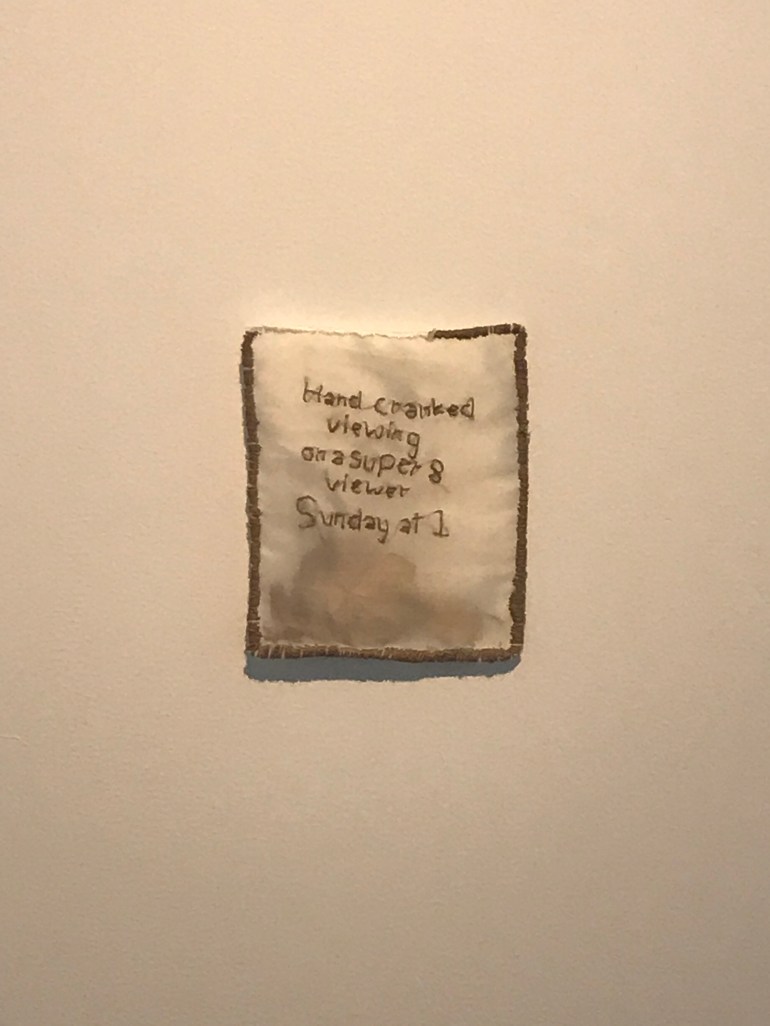 Hand cranked
viewing
on a super 8
viewer
Sunday at 1